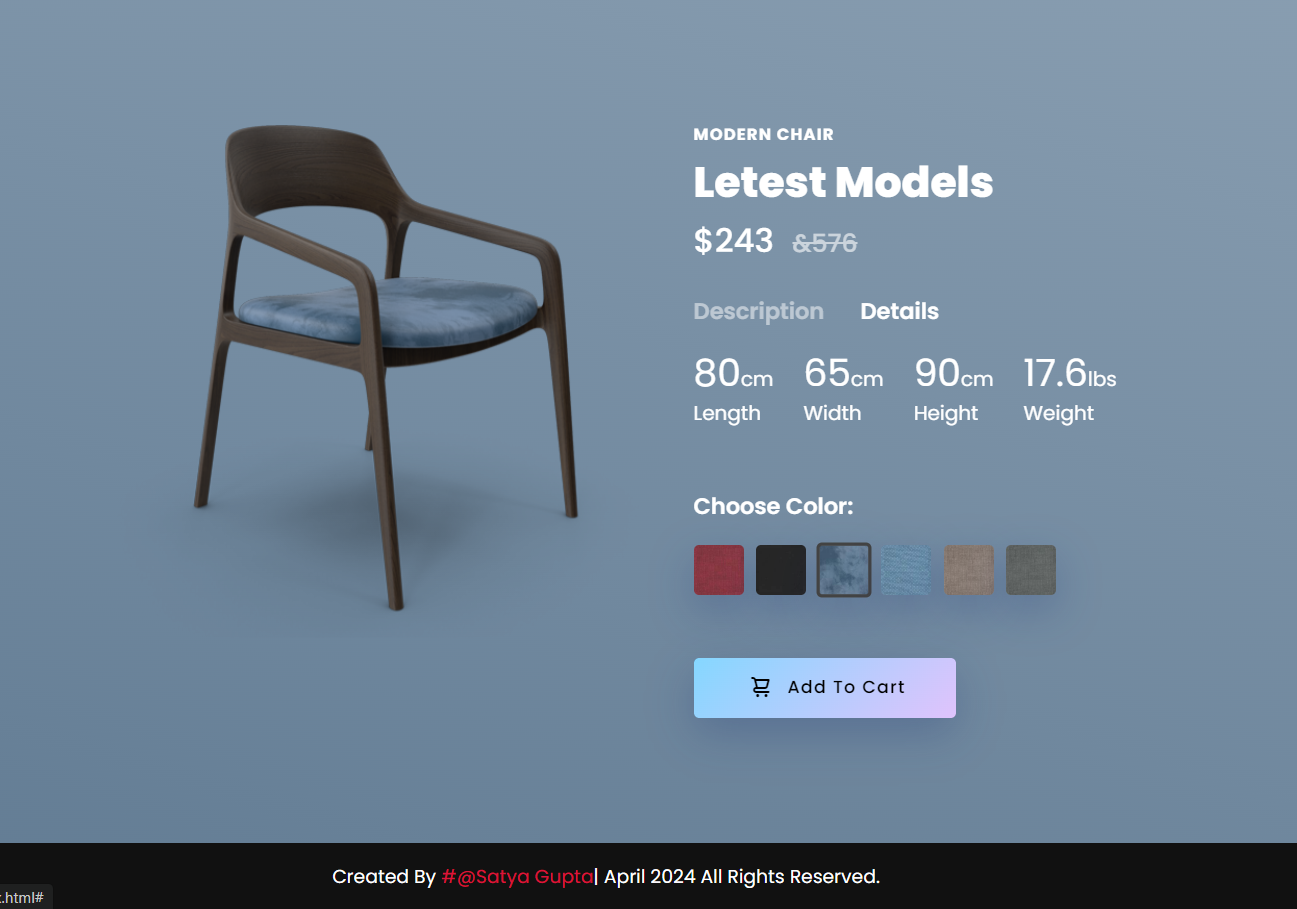 MODERN CHAIR
Letest Models
$243 &576
Description Details
80cm 65cm 90cm 17.6lbs
Length Width Height Weight
Choose Color:
Add To Cart
Created By #@Satya Gupta| April 2024 All Rights Reserved.
.html#